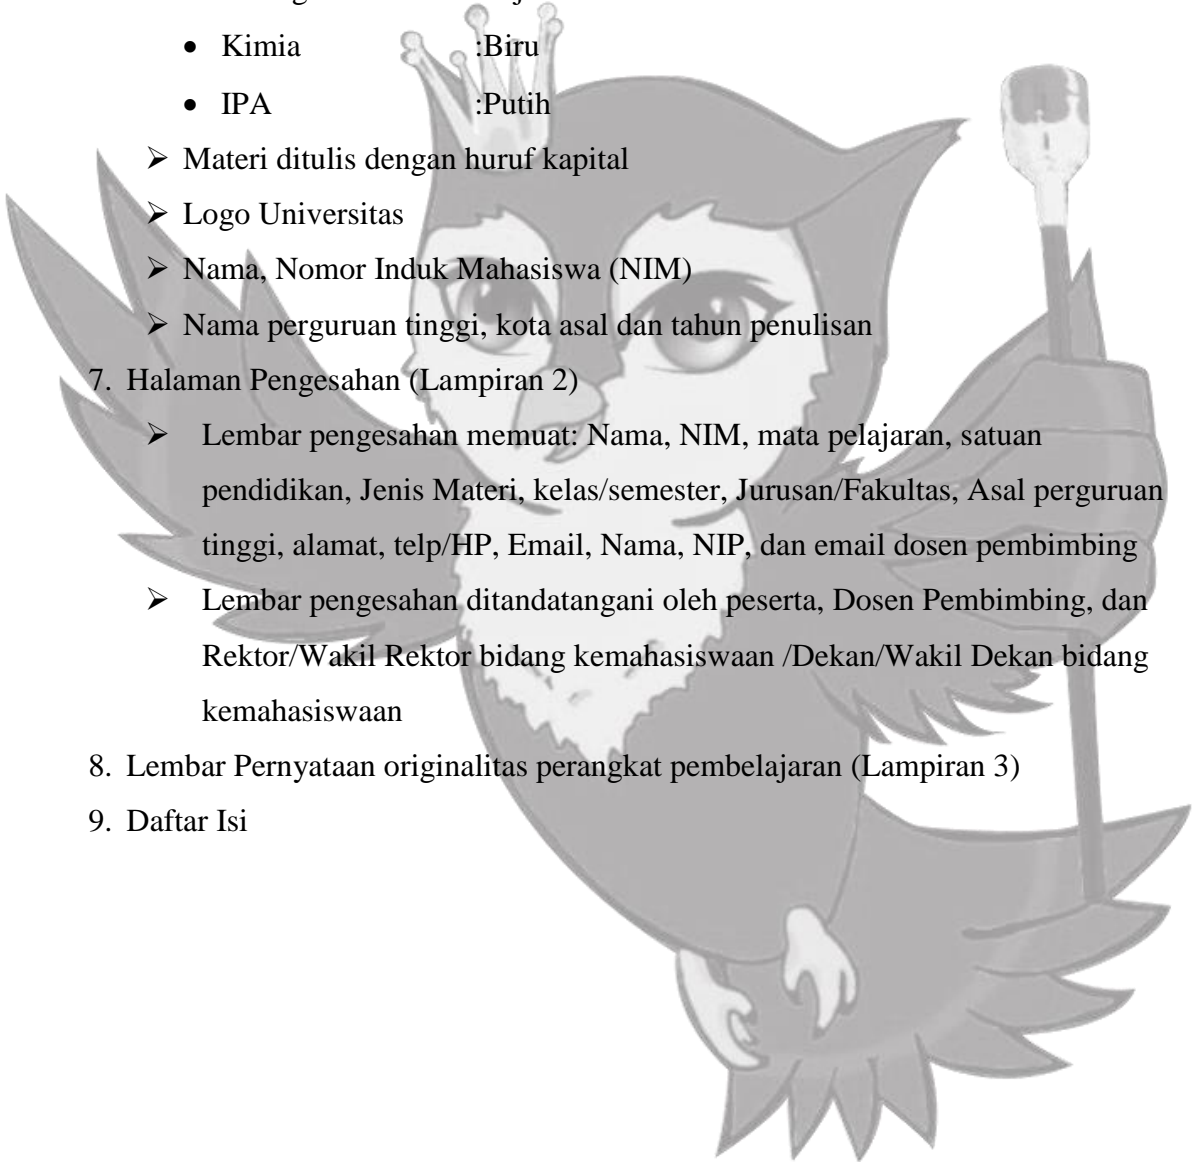 • Kimia :Biru
• IPA :Putih
➢ Materi ditulis dengan huruf kapital
➢ Logo Universitas
➢ Nama, Nomor Induk Mahasiswa (NIM)
➢ Nama perguruan tinggi, kota asal dan tahun penulisan
7. Halaman Pengesahan (Lampiran 2)
➢ Lembar pengesahan memuat: Nama, NIM, mata pelajaran, satuan
pendidikan, Jenis Materi, kelas/semester, Jurusan/Fakultas, Asal perguruan
tinggi, alamat, telp/HP, Email, Nama, NIP, dan email dosen pembimbing
➢ Lembar pengesahan ditandatangani oleh peserta, Dosen Pembimbing, dan
Rektor/Wakil Rektor bidang kemahasiswaan /Dekan/Wakil Dekan bidang
kemahasiswaan
8. Lembar Pernyataan originalitas perangkat pembelajaran (Lampiran 3)
9. Daftar Isi